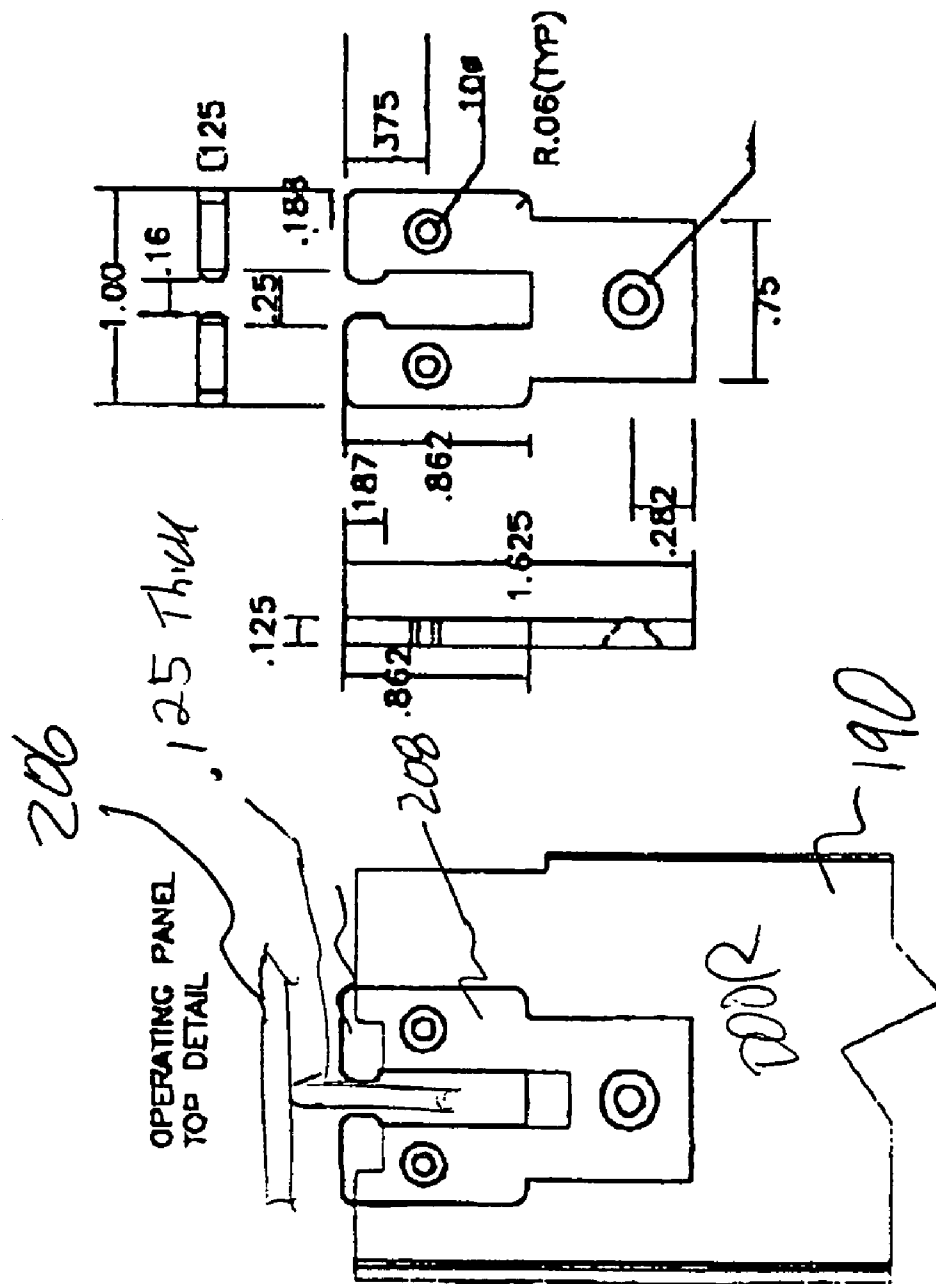 206
.125 Thick
OPERATING PANEL
TOP DETAIL
208
190
DOOR
1.00
.16
.125
.188
.25
.375
.10ø
R.06(TYP)
.187
.862
.125
1.625
.862
.282
.75